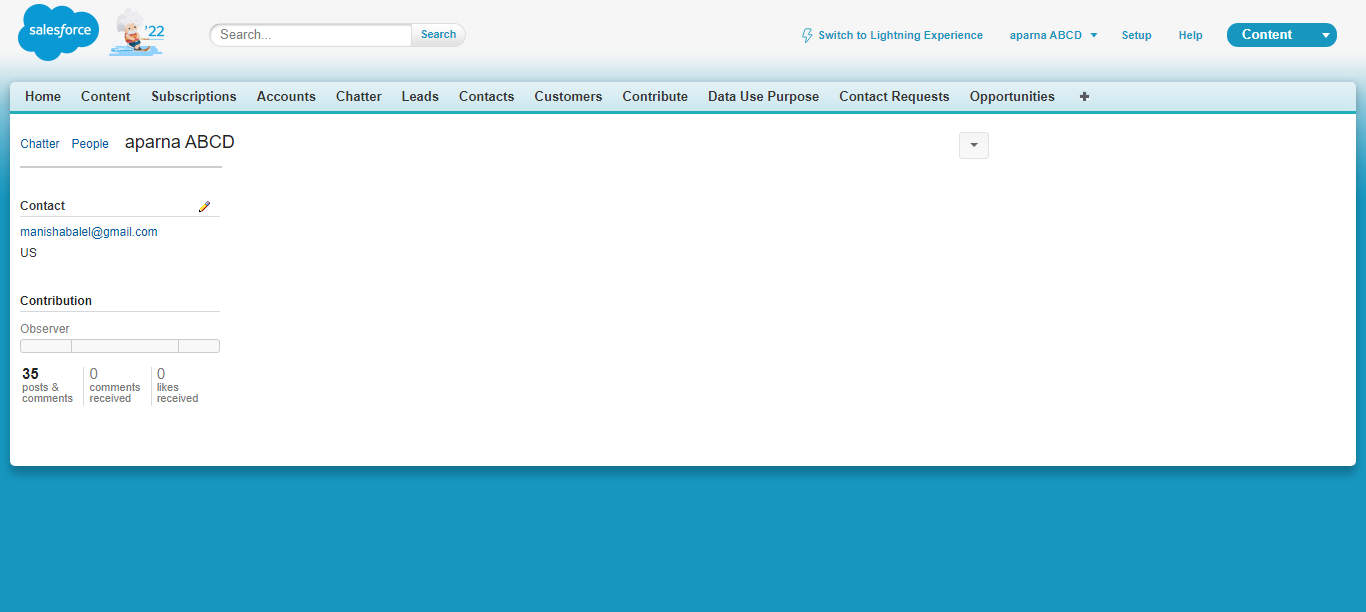 salesforce
'22
Search...
Search
Switch to Lightning Experience
aparna ABCD
Setup
Help
Content
Home Content Subscriptions Accounts Chatter Leads Contacts Customers Contribute Data Use Purpose Contact Requests Opportunities +
Chatter People aparna ABCD
Contact
manishabalel@gmail.com
US
Contribution
Observer
35 0 0
posts & comments likes
comments received received